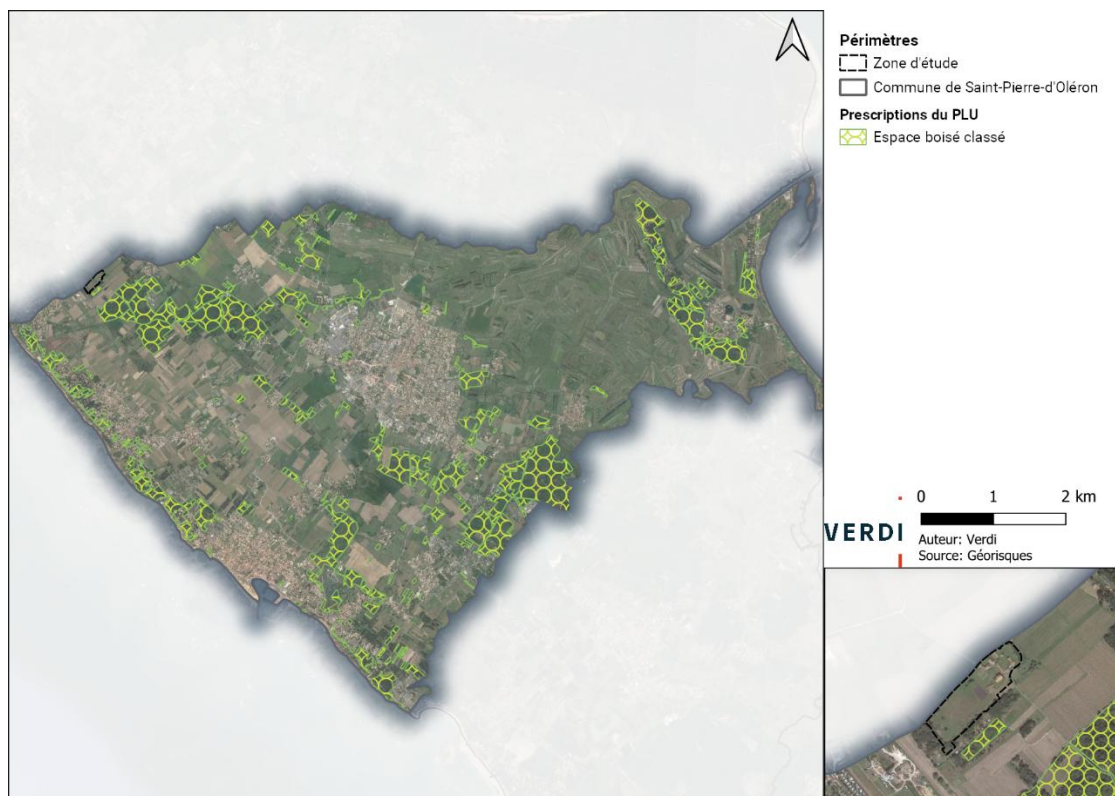 Périmètres
Zone d'étude
Commune de Saint-Pierre-d'Oléron
Prescriptions du PLU
Espace boisé classé
0 1 2 km
VERDI
Auteur: Verdi
Source: Géorisques